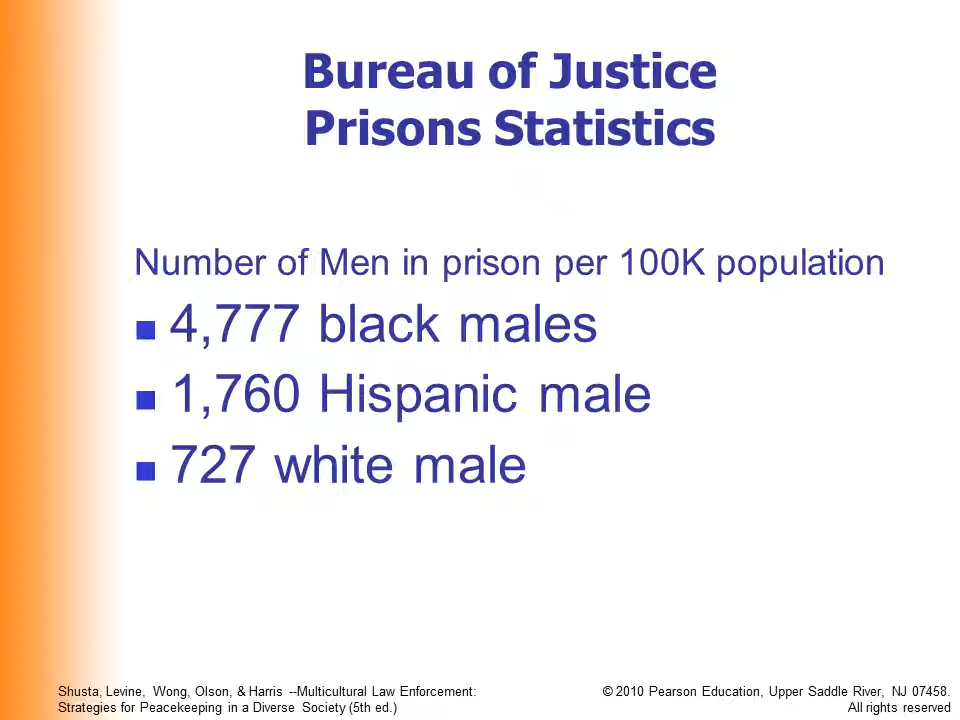 Bureau of Justice
Prisons Statistics
Number of Men in prison per 100K population
■ 4,777 black males
■ 1,760 Hispanic male
■ 727 white male
Shusta, Levine, Wong, Olson, & Harris --Multicultural Law Enforcement:
Strategies for Peacekeeping in a Diverse Society (5th ed.)
© 2010 Pearson Education, Upper Saddle River, NJ 07458.
All rights reserved